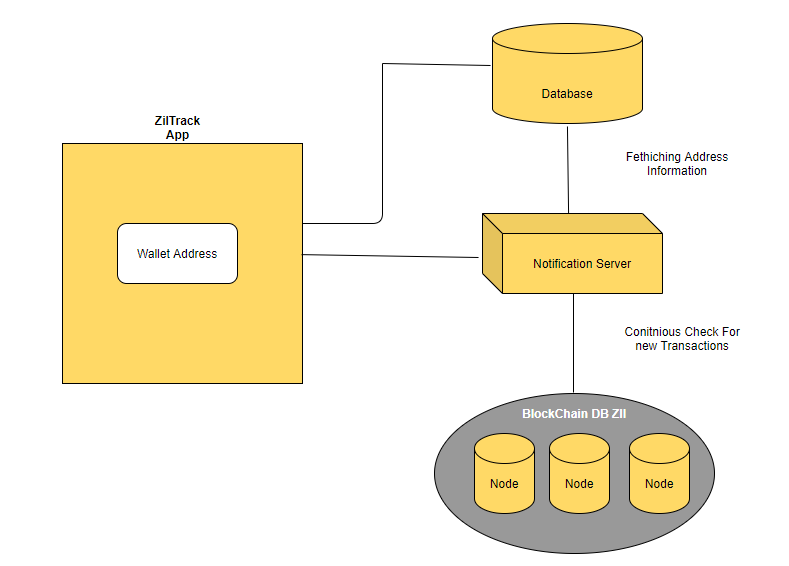 ZilTrack
App
Wallet Address
Database
Fethiching Address
Information
Notification Server
Conitnious Check For
new Transactions
BlockChain DB ZIl
Node
Node
Node